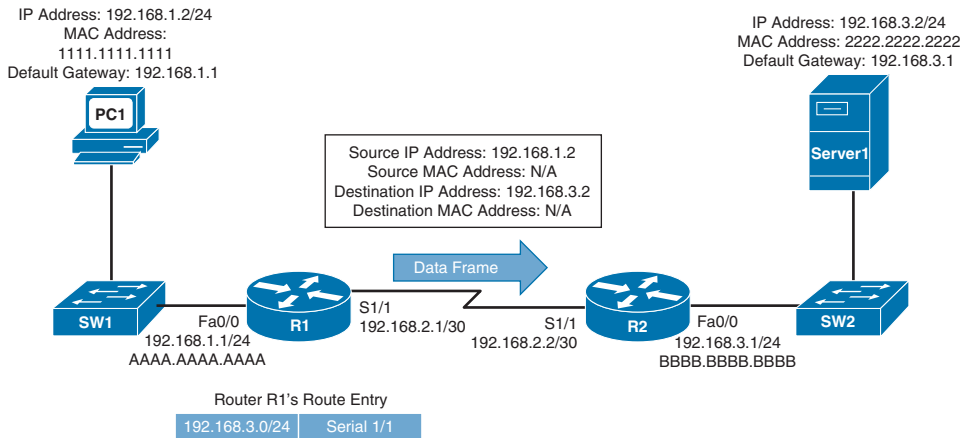 IP Address: 192.168.1.2/24
MAC Address:
1111.1111.1111
Default Gateway: 192.168.1.1
PC1
IP Address: 192.168.3.2/24
MAC Address: 2222.2222.2222
Default Gateway: 192.168.3.1
Server1
Source IP Address: 192.168.1.2
Source MAC Address: N/A
Destination IP Address: 192.168.3.2
Destination MAC Address: N/A
Data Frame
SW1
Fa0/0
192.168.1.1/24
AAAA.AAAA.AAAA
R1
S1/1
192.168.2.1/30
S1/1
192.168.2.2/30
R2
Fa0/0
192.168.3.1/24
BBBB.BBBB.BBBB
SW2
Router R1's Route Entry
192.168.3.0/24 Serial 1/1